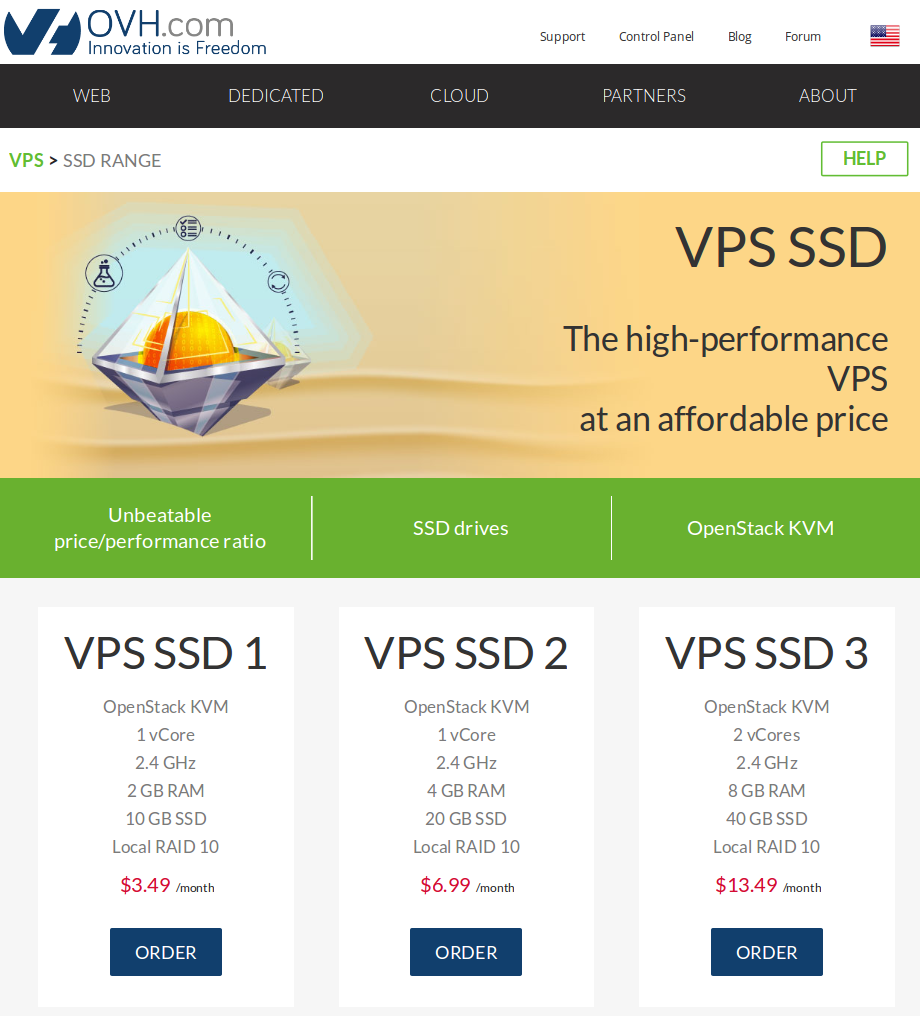 OVH.com
Innovation is Freedom
Support Control Panel Blog Forum
WEB DEDICATED CLOUD PARTNERS ABOUT
VPS > SSD RANGE
HELP
VPS SSD
The high-performance
VPS
at an affordable price
Unbeatable
price/performance ratio
SSD drives
OpenStack KVM
VPS SSD 1
OpenStack KVM
1 vCore
2.4 GHz
2 GB RAM
10 GB SSD
Local RAID 10
$3.49 /month
ORDER
VPS SSD 2
OpenStack KVM
1 vCore
2.4 GHz
4 GB RAM
20 GB SSD
Local RAID 10
$6.99 /month
ORDER
VPS SSD 3
OpenStack KVM
2 vCores
2.4 GHz
8 GB RAM
40 GB SSD
Local RAID 10
$13.49 /month
ORDER